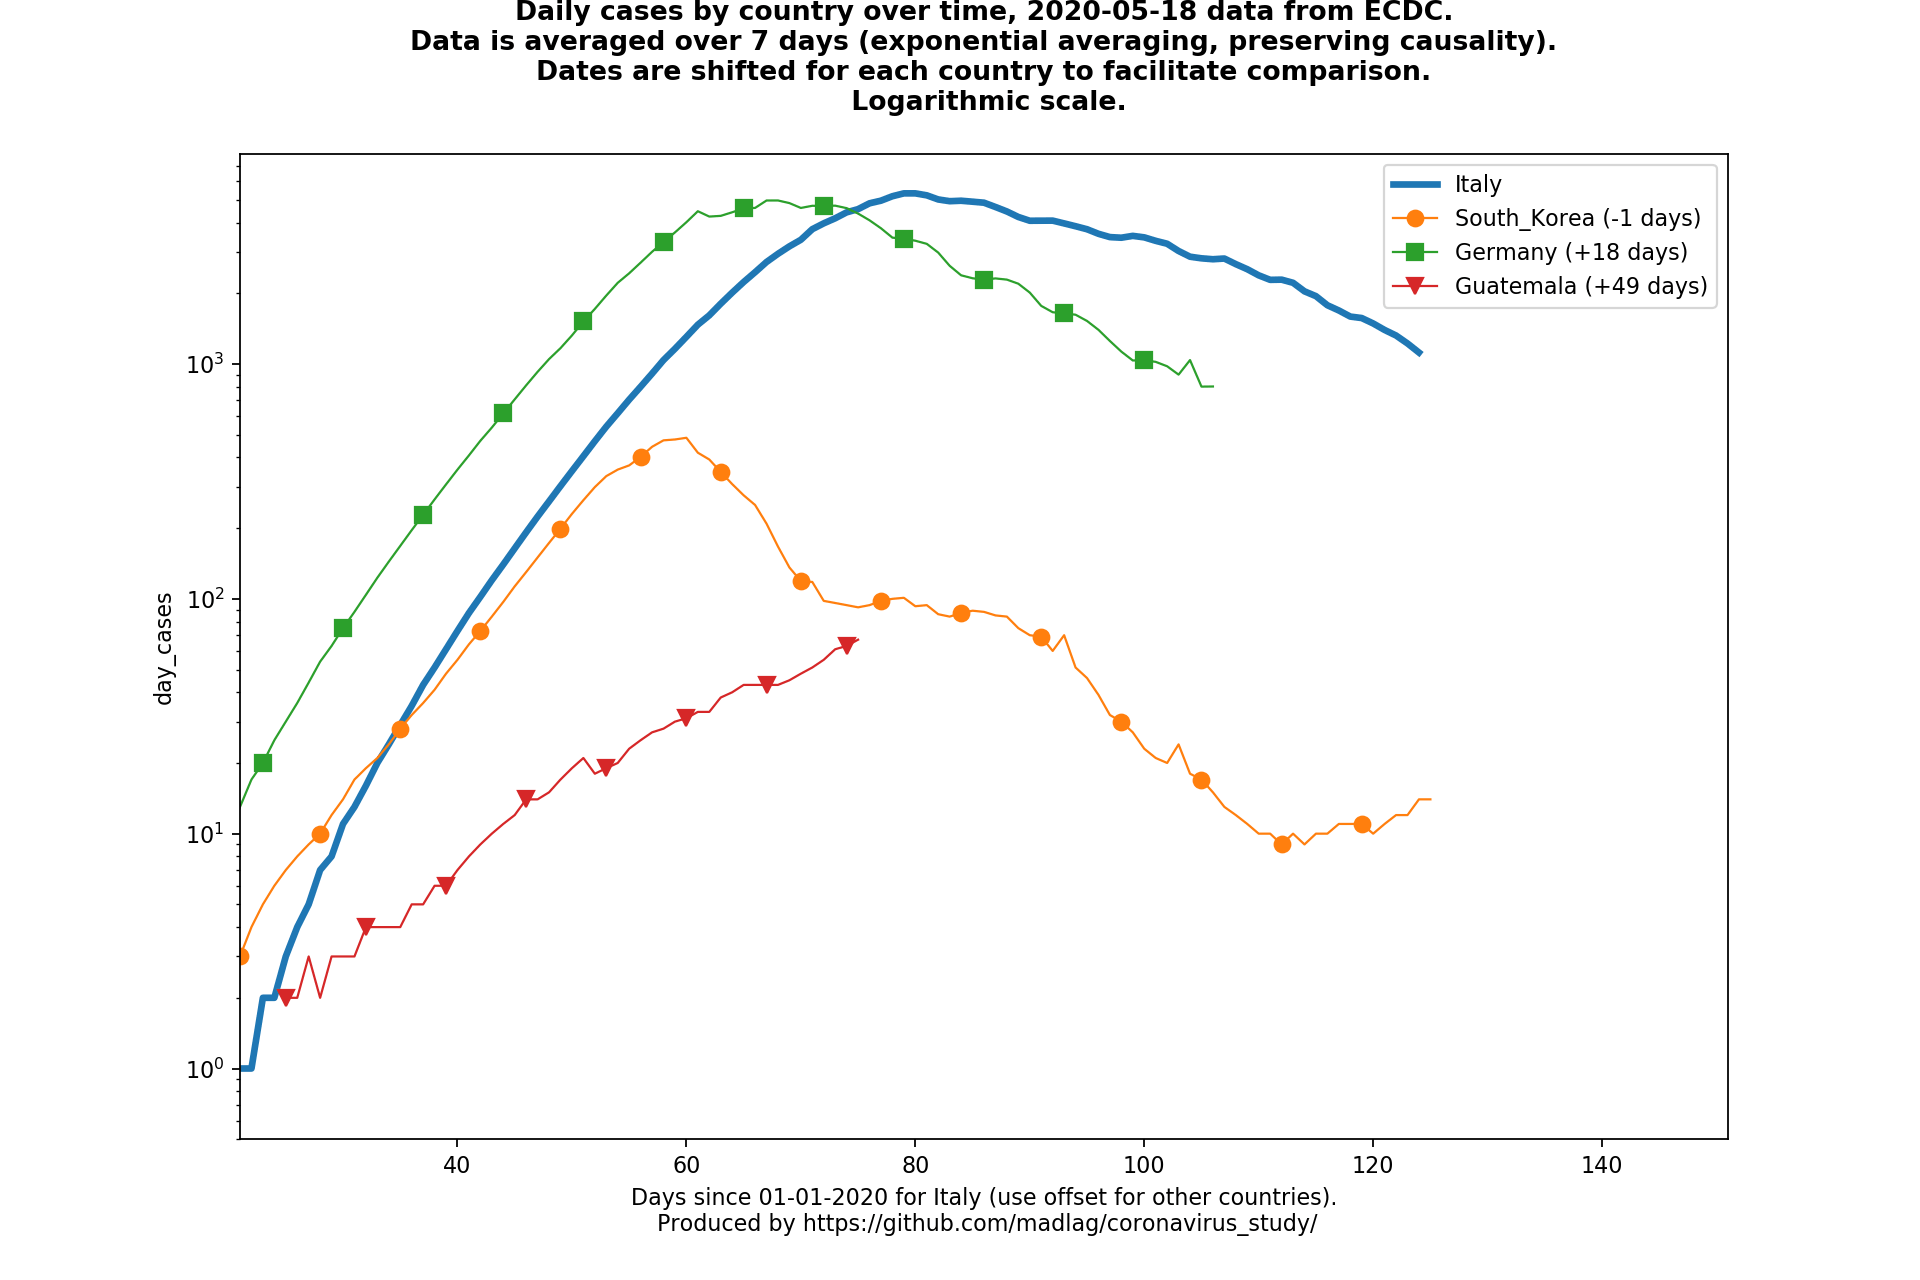 Daily cases by country over time, 2020-05-18 data from ECDC.
Data is averaged over 7 days (exponential averaging, preserving causality).
Dates are shifted for each country to facilitate comparison.
Logarithmic scale.
Italy
South_Korea (-1 days)
Germany (+18 days)
Guatemala (+49 days)
10³
10²
10¹
10⁰
day_cases
40 60 80 100 120 140
Days since 01-01-2020 for Italy (use offset for other countries).
Produced by https://github.com/madlag/coronavirus_study/